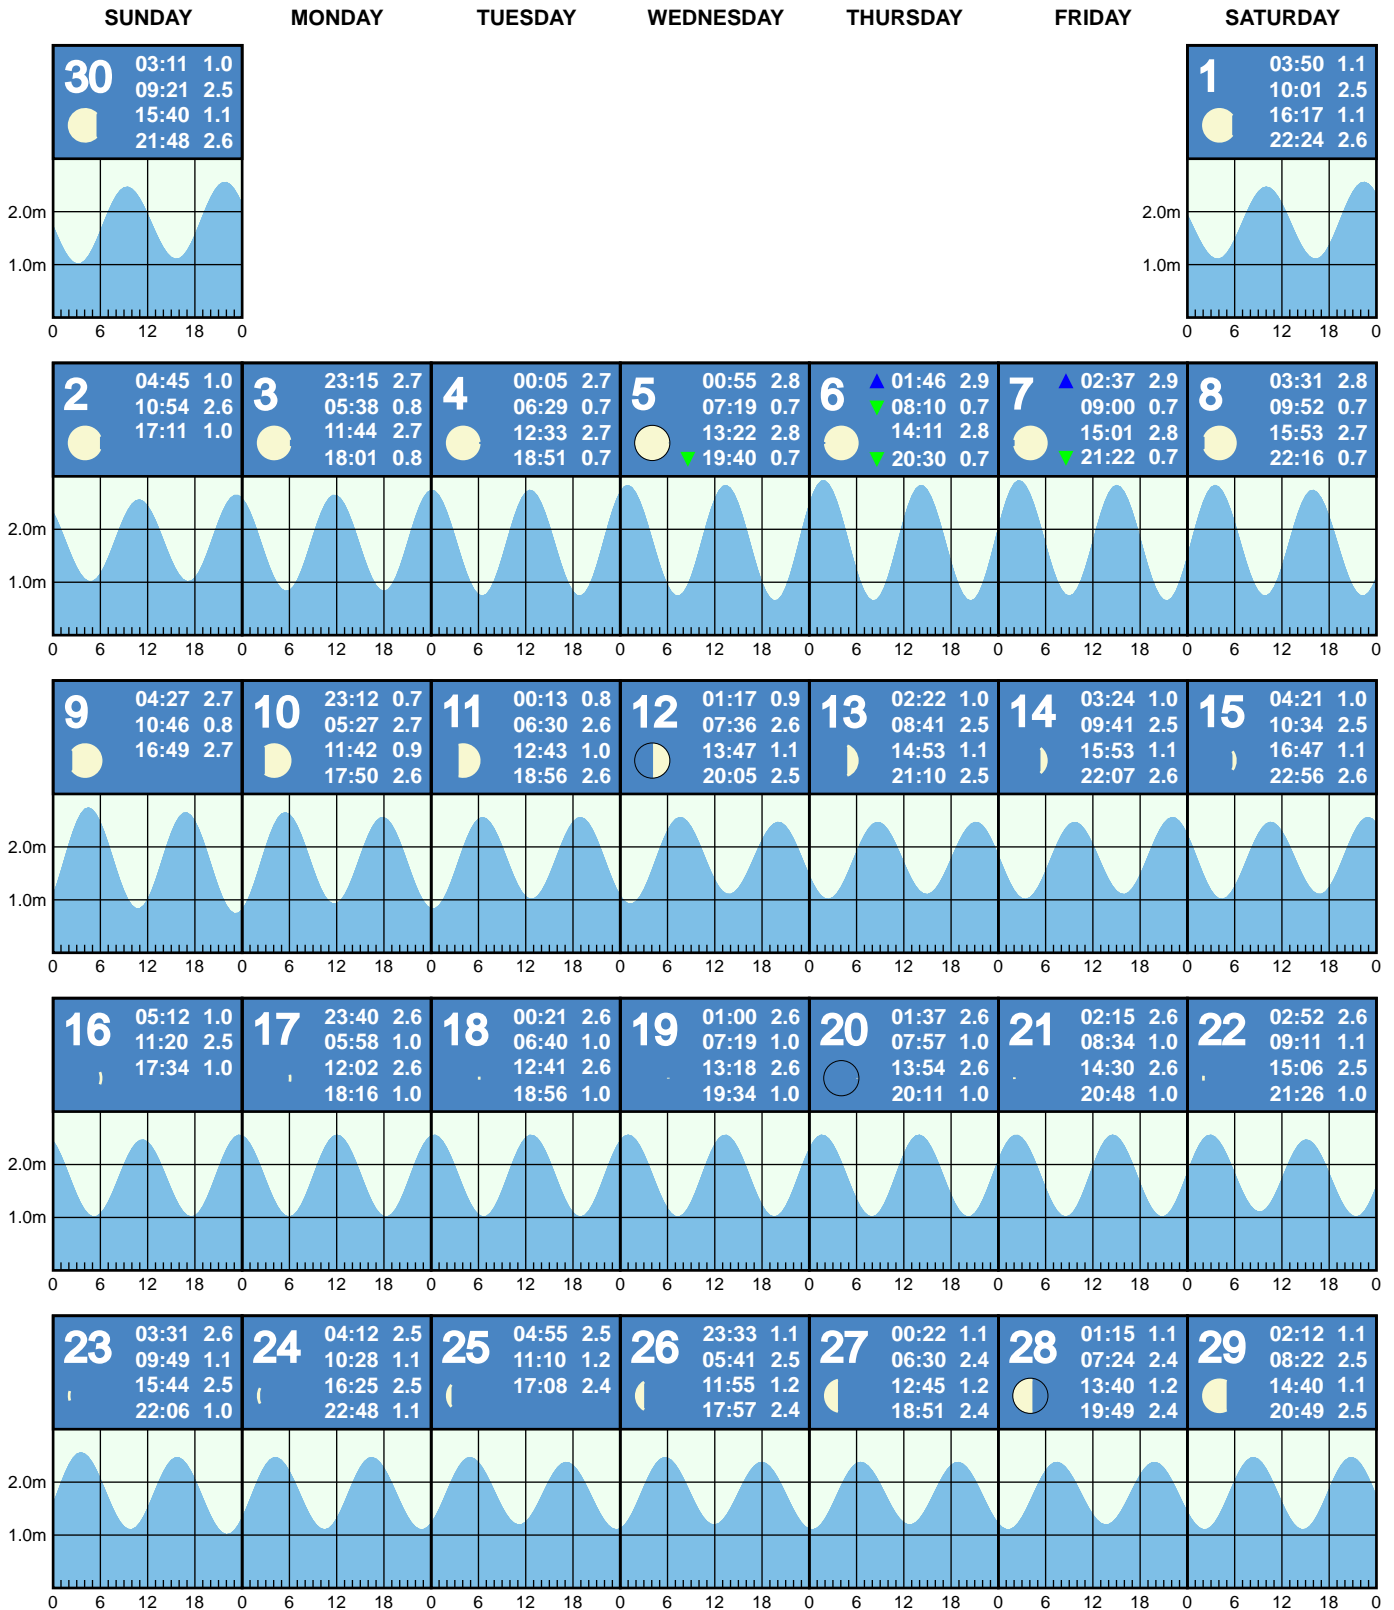 SUNDAY MONDAY TUESDAY WEDNESDAY THURSDAY FRIDAY SATURDAY
30 03:11 1.0
09:21 2.5
15:40 1.1
21:48 2.6
1 03:50 1.1
10:01 2.5
16:17 1.1
22:24 2.6
2.0m
1.0m
0 6 12 18 0
2.0m
1.0m
0 6 12 18 0
2 04:45 1.0
10:54 2.6
17:11 1.0
3 23:15 2.7
05:38 0.8
11:44 2.7
18:01 0.8
4 00:05 2.7
06:29 0.7
12:33 2.7
18:51 0.7
5 00:55 2.8
07:19 0.7
13:22 2.8
19:40 0.7
6 01:46 2.9
08:10 0.7
14:11 2.8
20:30 0.7
7 02:37 2.9
09:00 0.7
15:01 2.8
21:22 0.7
8 03:31 2.8
09:52 0.7
15:53 2.7
22:16 0.7
2.0m
1.0m
0 6 12 18 0 6 12 18 0 6 12 18 0 6 12 18 0 6 12 18 0 6 12 18 0 6 12 18 0
9 04:27 2.7
10:46 0.8
16:49 2.7
10 23:12 0.7
05:27 2.7
11:42 0.9
17:50 2.6
11 00:13 0.8
06:30 2.6
12:43 1.0
18:56 2.6
12 01:17 0.9
07:36 2.6
13:47 1.1
20:05 2.5
13 02:22 1.0
08:41 2.5
14:53 1.1
21:10 2.5
14 03:24 1.0
09:41 2.5
15:53 1.1
22:07 2.6
15 04:21 1.0
10:34 2.5
16:47 1.1
22:56 2.6
2.0m
1.0m
0 6 12 18 0 6 12 18 0 6 12 18 0 6 12 18 0 6 12 18 0 6 12 18 0 6 12 18 0
16 05:12 1.0
11:20 2.5
17:34 1.0
17 23:40 2.6
05:58 1.0
12:02 2.6
18:16 1.0
18 00:21 2.6
06:40 1.0
12:41 2.6
18:56 1.0
19 01:00 2.6
07:19 1.0
13:18 2.6
19:34 1.0
20 01:37 2.6
07:57 1.0
13:54 2.6
20:11 1.0
21 02:15 2.6
08:34 1.0
14:30 2.6
20:48 1.0
22 02:52 2.6
09:11 1.1
15:06 2.5
21:26 1.0
2.0m
1.0m
0 6 12 18 0 6 12 18 0 6 12 18 0 6 12 18 0 6 12 18 0 6 12 18 0 6 12 18 0
23 03:31 2.6
09:49 1.1
15:44 2.5
22:06 1.0
24 04:12 2.5
10:28 1.1
16:25 2.5
22:48 1.1
25 04:55 2.5
11:10 1.2
17:08 2.4
26 23:33 1.1
05:41 2.5
11:55 1.2
17:57 2.4
27 00:22 1.1
06:30 2.4
12:45 1.2
18:51 2.4
28 01:15 1.1
07:24 2.4
13:40 1.2
19:49 2.4
29 02:12 1.1
08:22 2.5
14:40 1.1
20:49 2.5
2.0m
1.0m
0 6 12 18 0 6 12 18 0 6 12 18 0 6 12 18 0 6 12 18 0 6 12 18 0 6 12 18 0